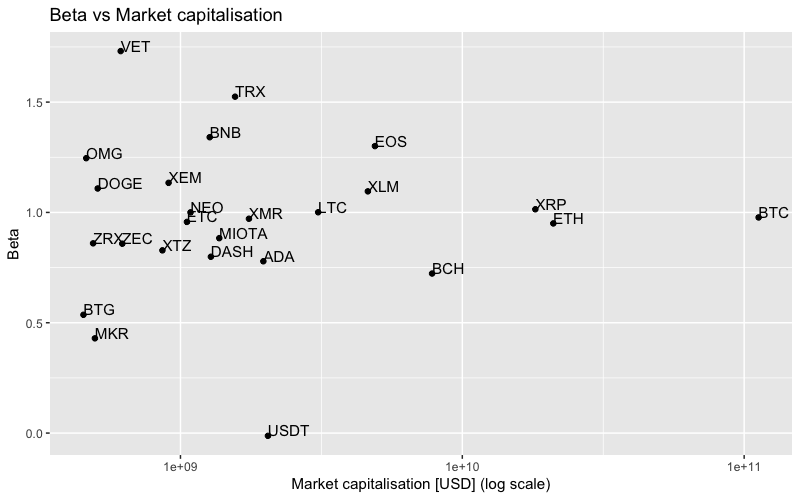 Beta vs Market capitalisation
VET
TRX
BNB
EOS
OMG
XEM
DOGE
XLM
XRP
NEO
LTC
BTC
ETC
XMR
ETH
MIOTA
ZRX
ZEC
XTZ
DASH
ADA
BCH
BTG
MKR
USDT
1.5
1.0
0.5
0.0
Beta
1e+09
1e+10
1e+11
Market capitalisation [USD] (log scale)